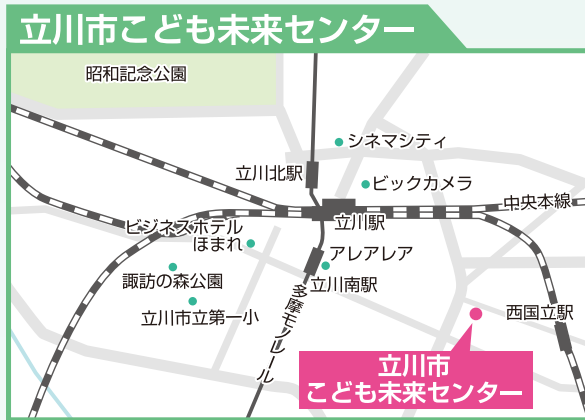 立川市こども未来センター
昭和記念公園
シネマシティ
立川北駅
ビックカメラ
中央本線
立川駅
ビジネスホテル
ほまれ
アレアレア
諏訪の森公園
立川南駅
立川市立第一小
多摩モノレール
西国立駅
立川市
こども未来センター